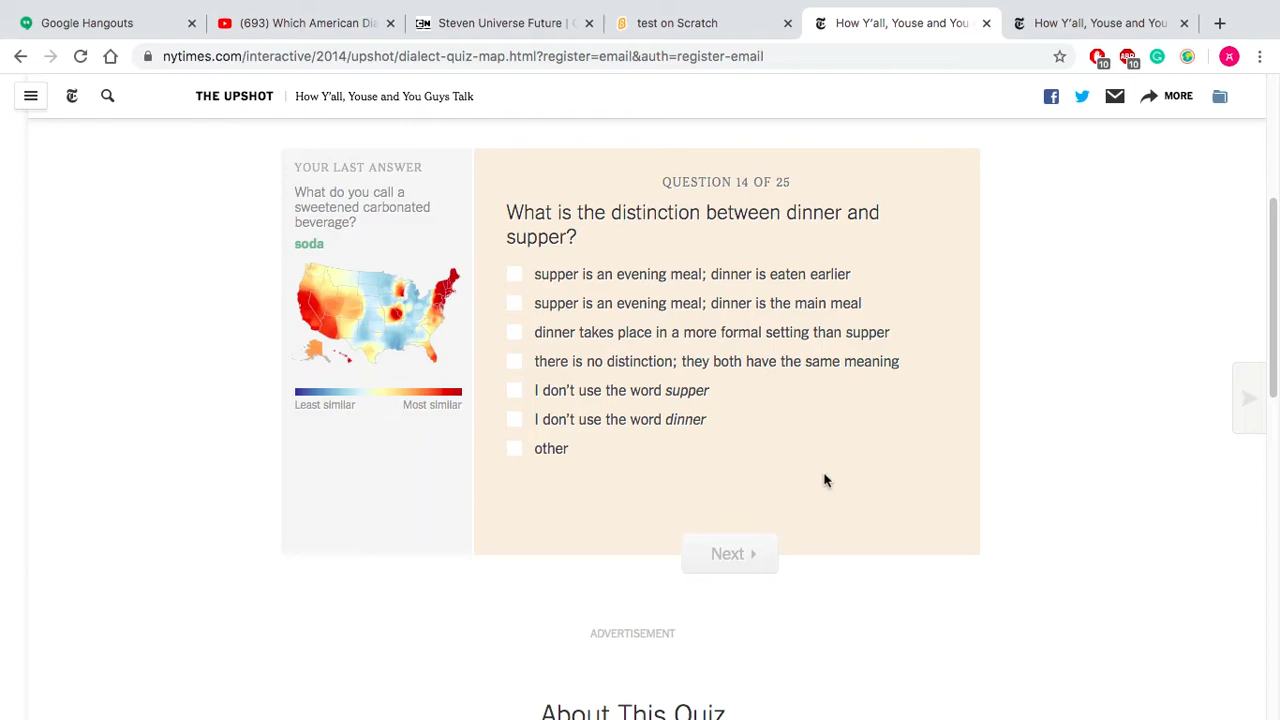 Google Hangouts
(693) Which American Dia
Steven Universe Future | C
test on Scratch
How Y'all, Youse and You
How Y'all, Youse and You
nytimes.com/interactive/2014/upshot/dialect-quiz-map.html?register=email&auth=register-email
10
10
THE UPSHOT
How Y'all, Youse and You Guys Talk
MORE
YOUR LAST ANSWER
What do you call a
sweetened carbonated
beverage?
soda
Least similar
Most similar
QUESTION 14 OF 25
What is the distinction between dinner and
supper?
supper is an evening meal; dinner is eaten earlier
supper is an evening meal; dinner is the main meal
dinner takes place in a more formal setting than supper
there is no distinction; they both have the same meaning
I don't use the word supper
I don't use the word dinner
other
Next
ADVERTISEMENT
About This Quiz